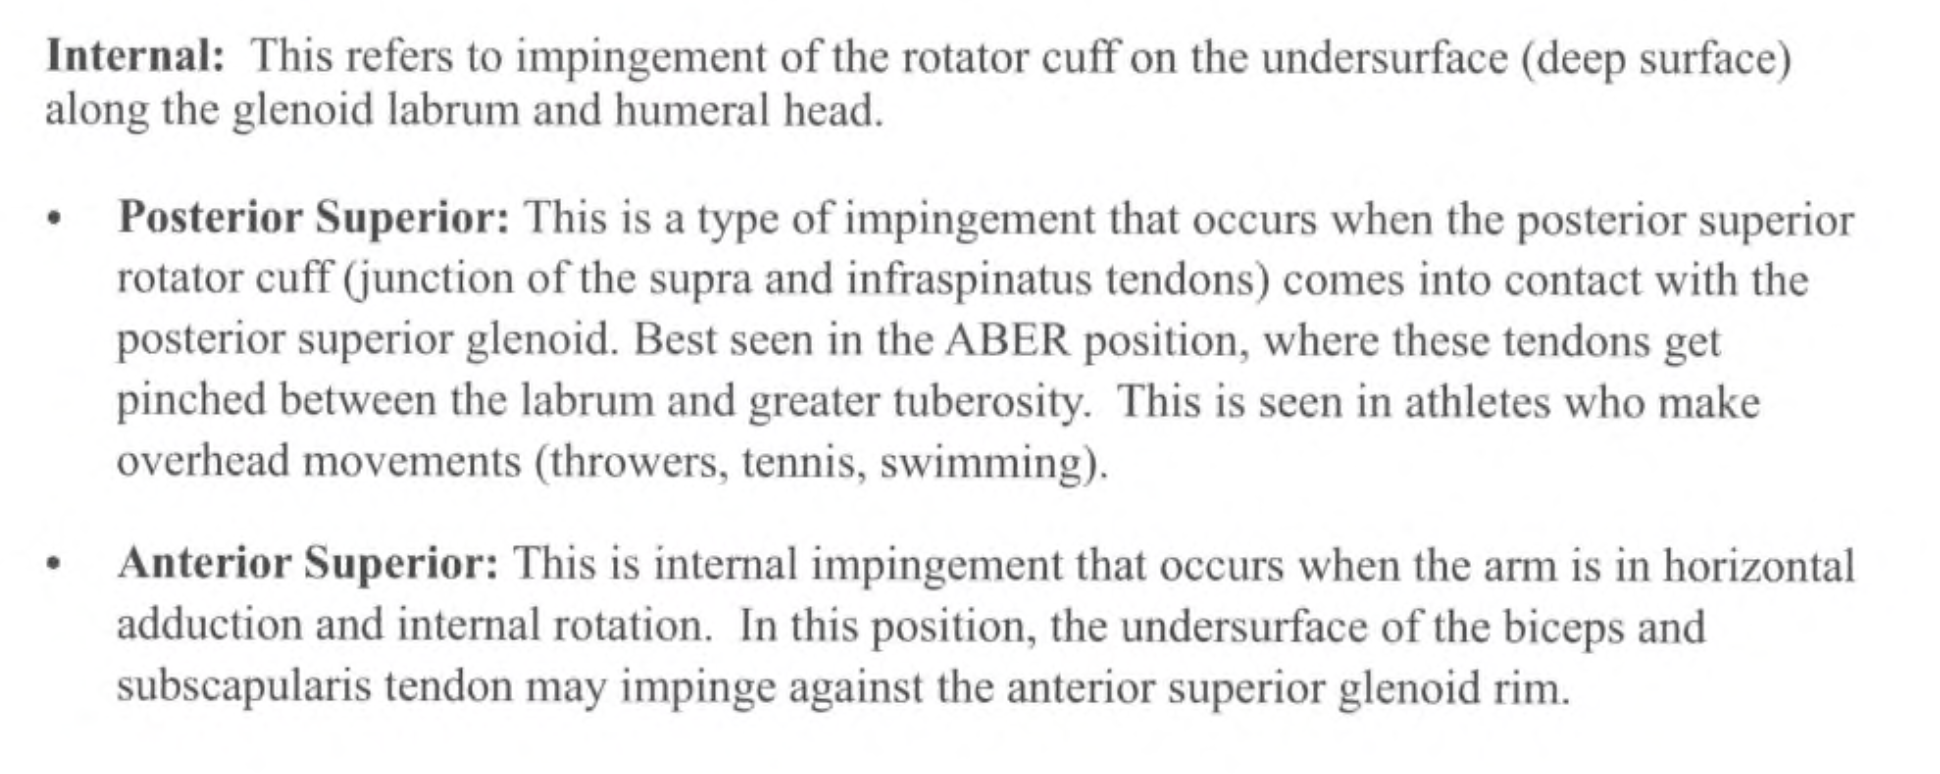 Internal: This refers to impingement of the rotator cuff on the undersurface (deep surface)
along the glenoid labrum and humeral head.
• Posterior Superior: This is a type of impingement that occurs when the posterior superior
rotator cuff (junction of the supra and infraspinatus tendons) comes into contact with the
posterior superior glenoid. Best seen in the ABER position, where these tendons get
pinched between the labrum and greater tuberosity. This is seen in athletes who make
overhead movements (throwers, tennis, swimming).
• Anterior Superior: This is internal impingement that occurs when the arm is in horizontal
adduction and internal rotation. In this position, the undersurface of the biceps and
subscapularis tendon may impinge against the anterior superior glenoid rim.